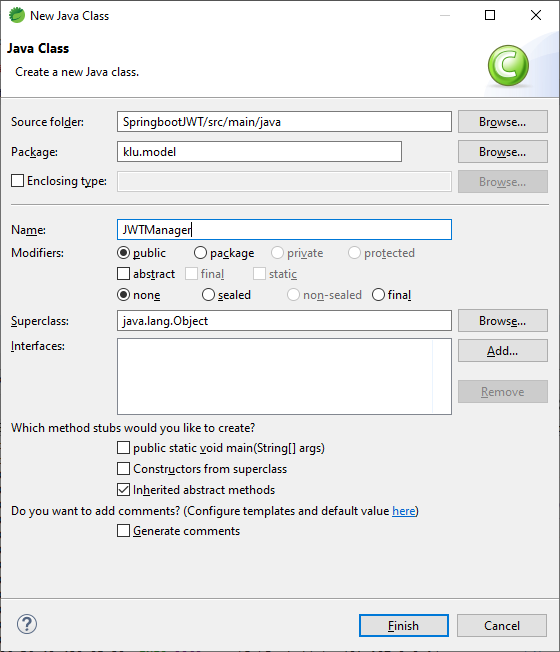 New Java Class
Java Class
Create a new Java class.
C
Source folder: SpringbootJWT/src/main/java Browse...
Package: klu.model Browse...
Enclosing type: Browse...
Name: JWTManager
Modifiers: public package private protected
abstract final static
none sealed non-sealed final
Superclass: java.lang.Object Browse...
Interfaces: Add...
Remove
Which method stubs would you like to create?
public static void main(String[] args)
Constructors from superclass
Inherited abstract methods
Do you want to add comments? (Configure templates and default value here)
Generate comments
? Finish Cancel